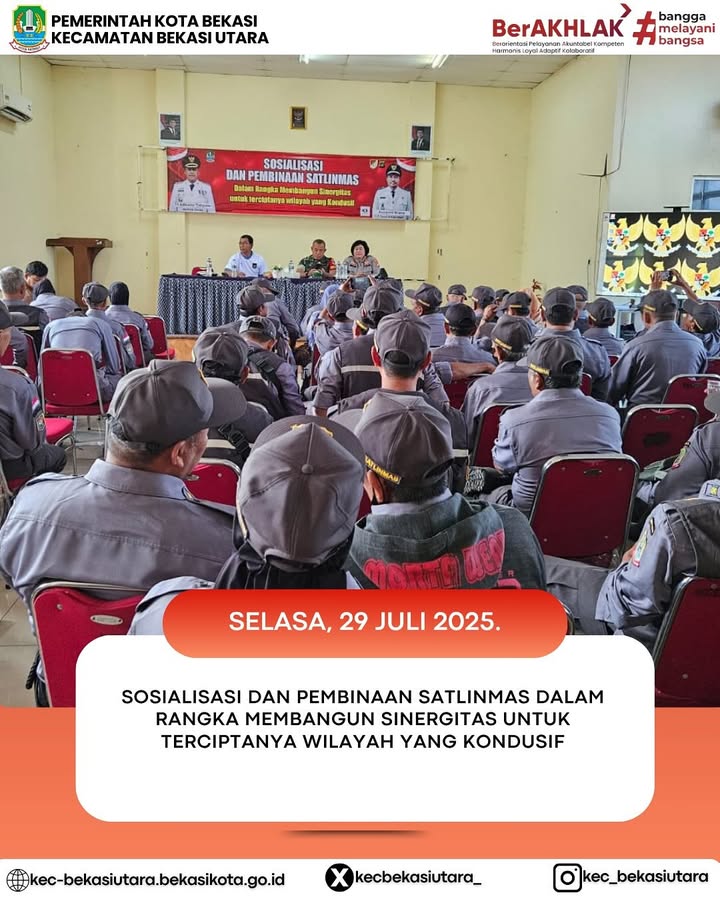 PEMERINTAH KOTA BEKASI
KECAMATAN BEKASI UTARA
BerAKHLAK
Berorientasi Pelayanan Akuntabel Kompeten
Harmonis Loyal Adaptif Kolaboratif
#bangga
melayani
bangsa
SOSIALISASI
DAN PEMBINAAN SATLINMAS
Dalam Rangka Membangun Sinergitas
untuk terciptanya wilayah yang Kondusif
SATLINMAS
SELASA, 29 JULI 2025.
SOSIALISASI DAN PEMBINAAN SATLINMAS DALAM
RANGKA MEMBANGUN SINERGITAS UNTUK
TERCIPTANYA WILAYAH YANG KONDUSIF
kec-bekasiutara.bekasikota.go.id
kecbekasiutara_
kec_bekasiutara